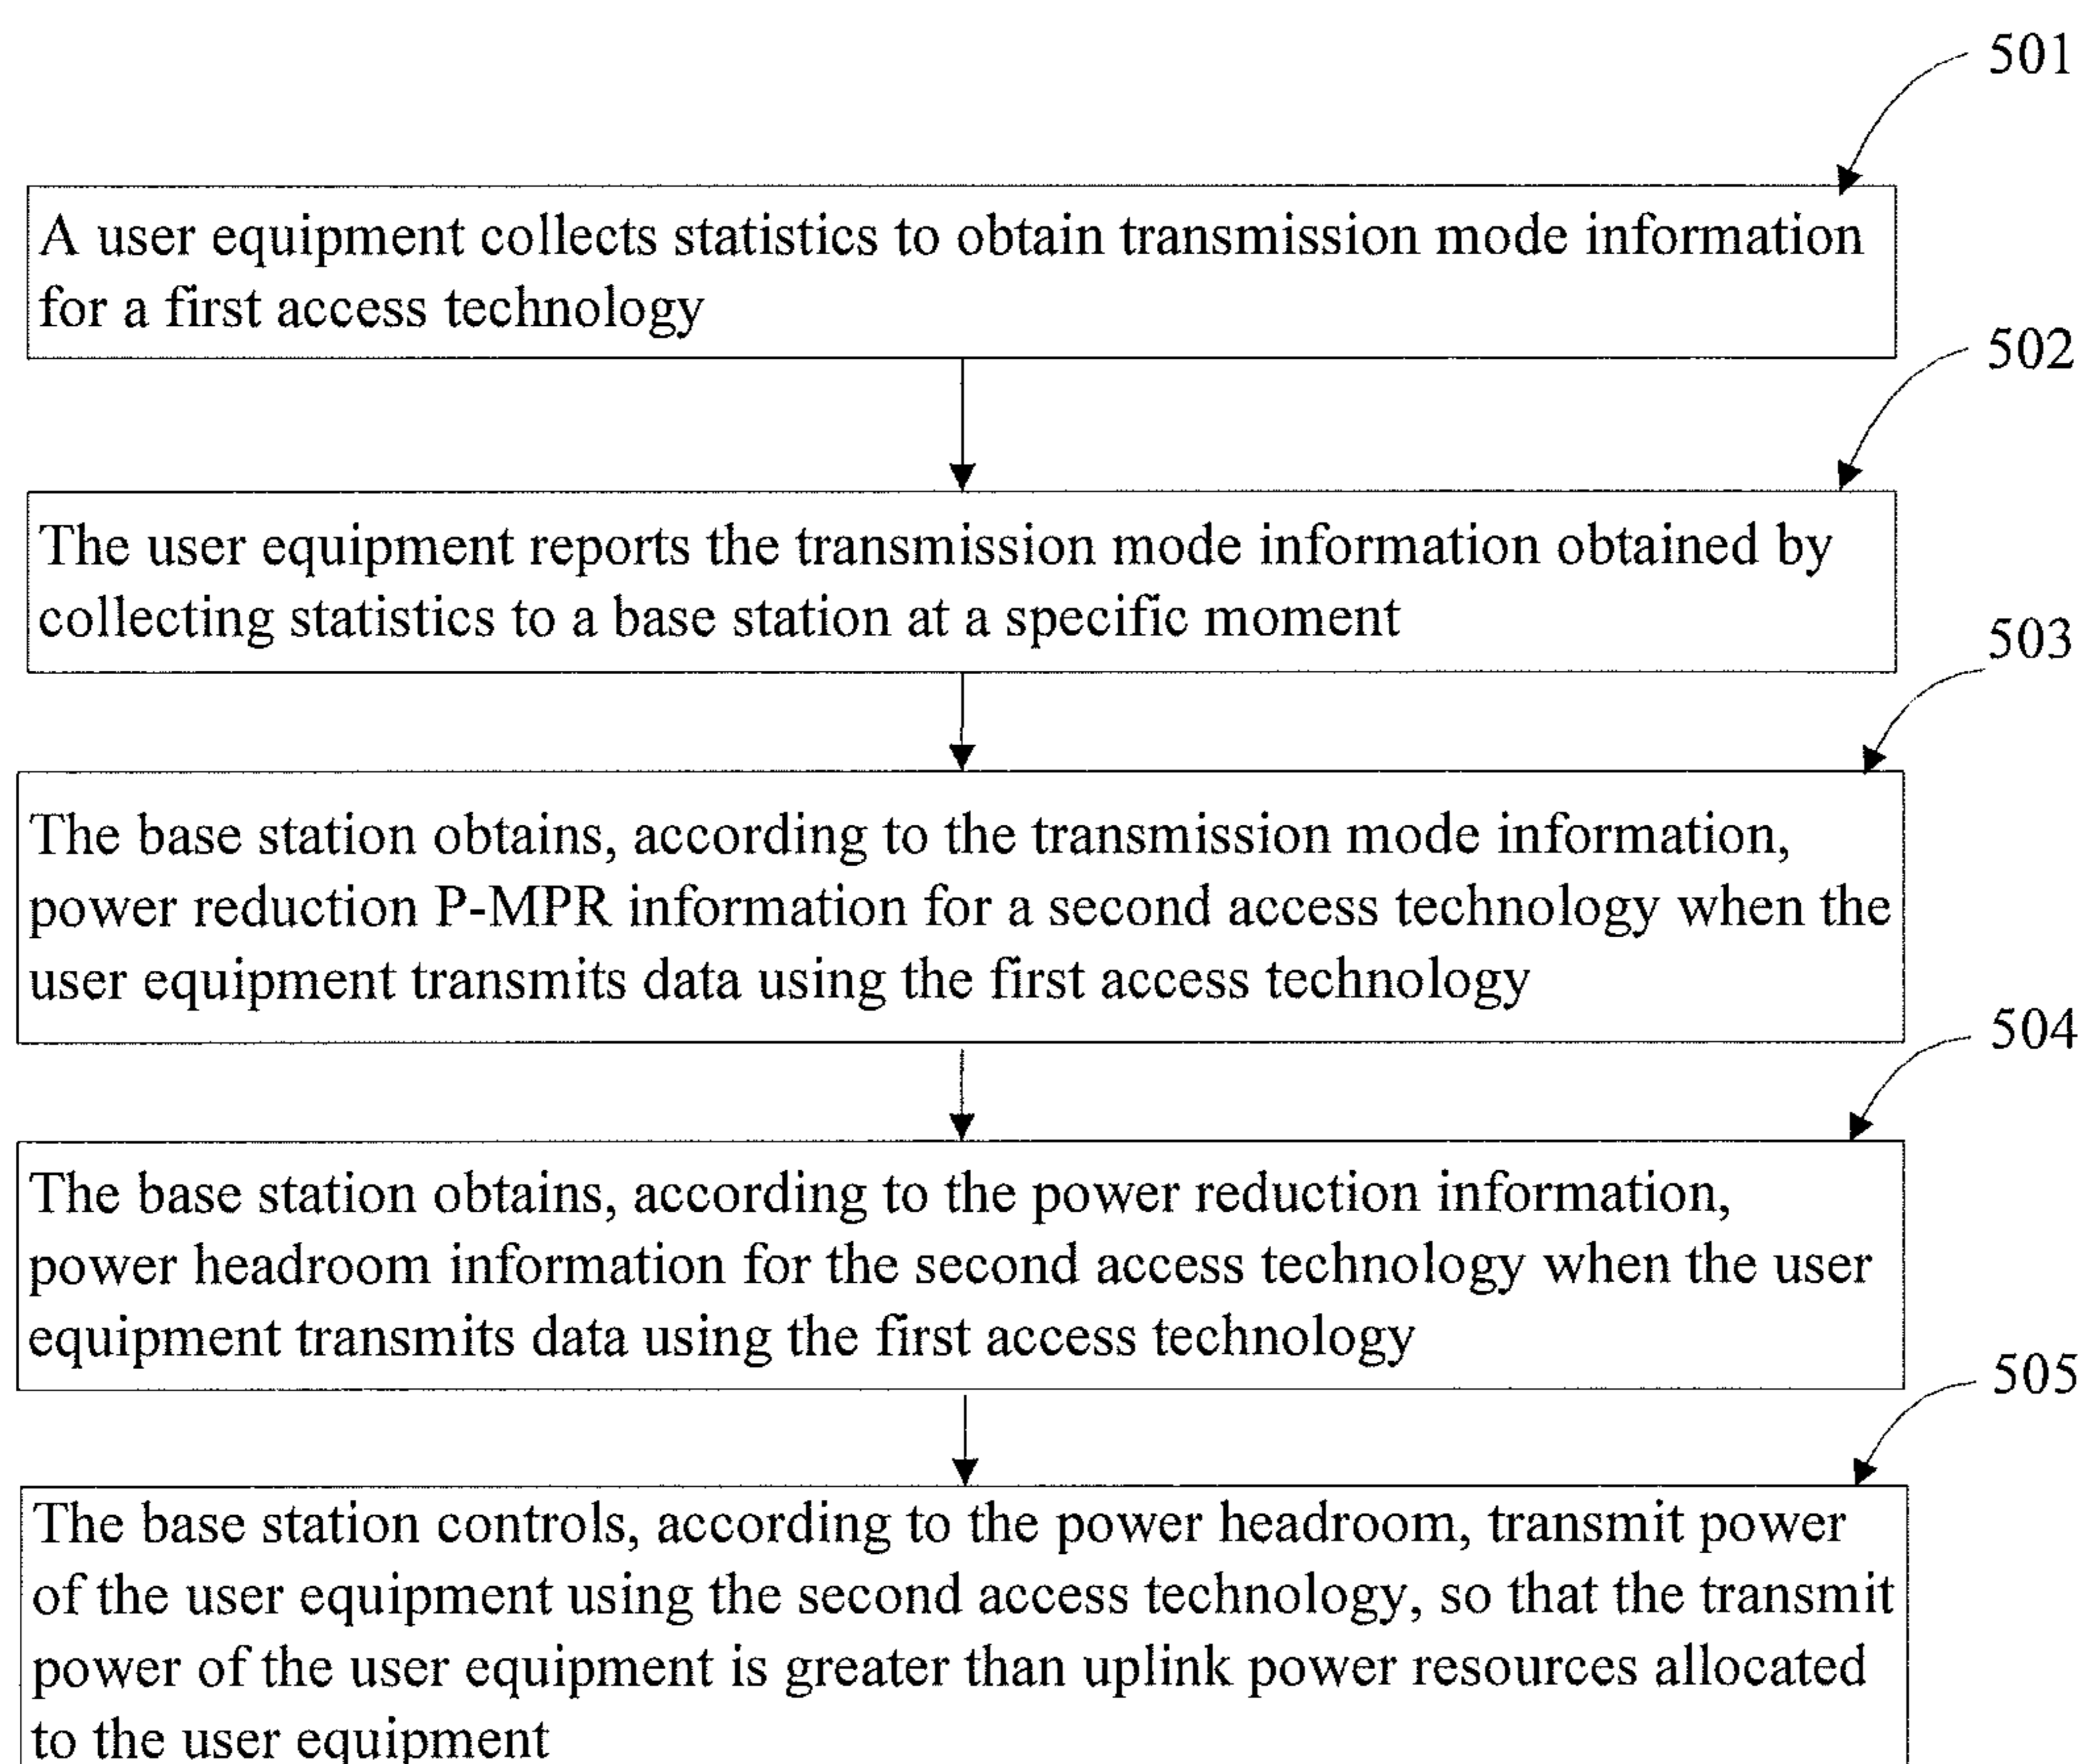 501
A user equipment collects statistics to obtain transmission mode information
for a first access technology
502
The user equipment reports the transmission mode information obtained by
collecting statistics to a base station at a specific moment
503
The base station obtains, according to the transmission mode information,
power reduction P-MPR information for a second access technology when the
user equipment transmits data using the first access technology
504
The base station obtains, according to the power reduction information,
power headroom information for the second access technology when the user
equipment transmits data using the first access technology
505
The base station controls, according to the power headroom, transmit power
of the user equipment using the second access technology, so that the transmit
power of the user equipment is greater than uplink power resources allocated
to the user equipment